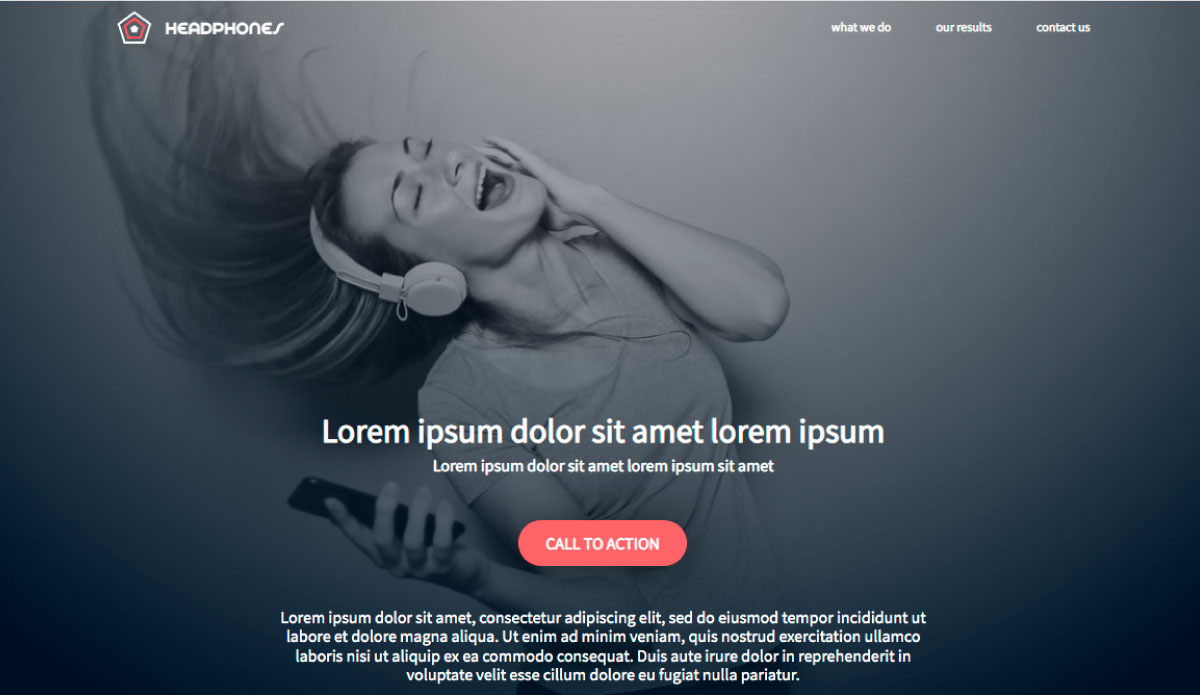 HEADPHONES
what we do
our results
contact us
Lorem ipsum dolor sit amet lorem ipsum
Lorem ipsum dolor sit amet lorem ipsum sit amet
CALL TO ACTION
Lorem ipsum dolor sit amet, consectetur adipiscing elit, sed do eiusmod tempor incididunt ut
labore et dolore magna aliqua. Ut enim ad minim veniam, quis nostrud exercitation ullamco
laboris nisi ut aliquip ex ea commodo consequat. Duis aute irure dolor in reprehenderit in
voluptate velit esse cillum dolore eu fugiat nulla pariatur.